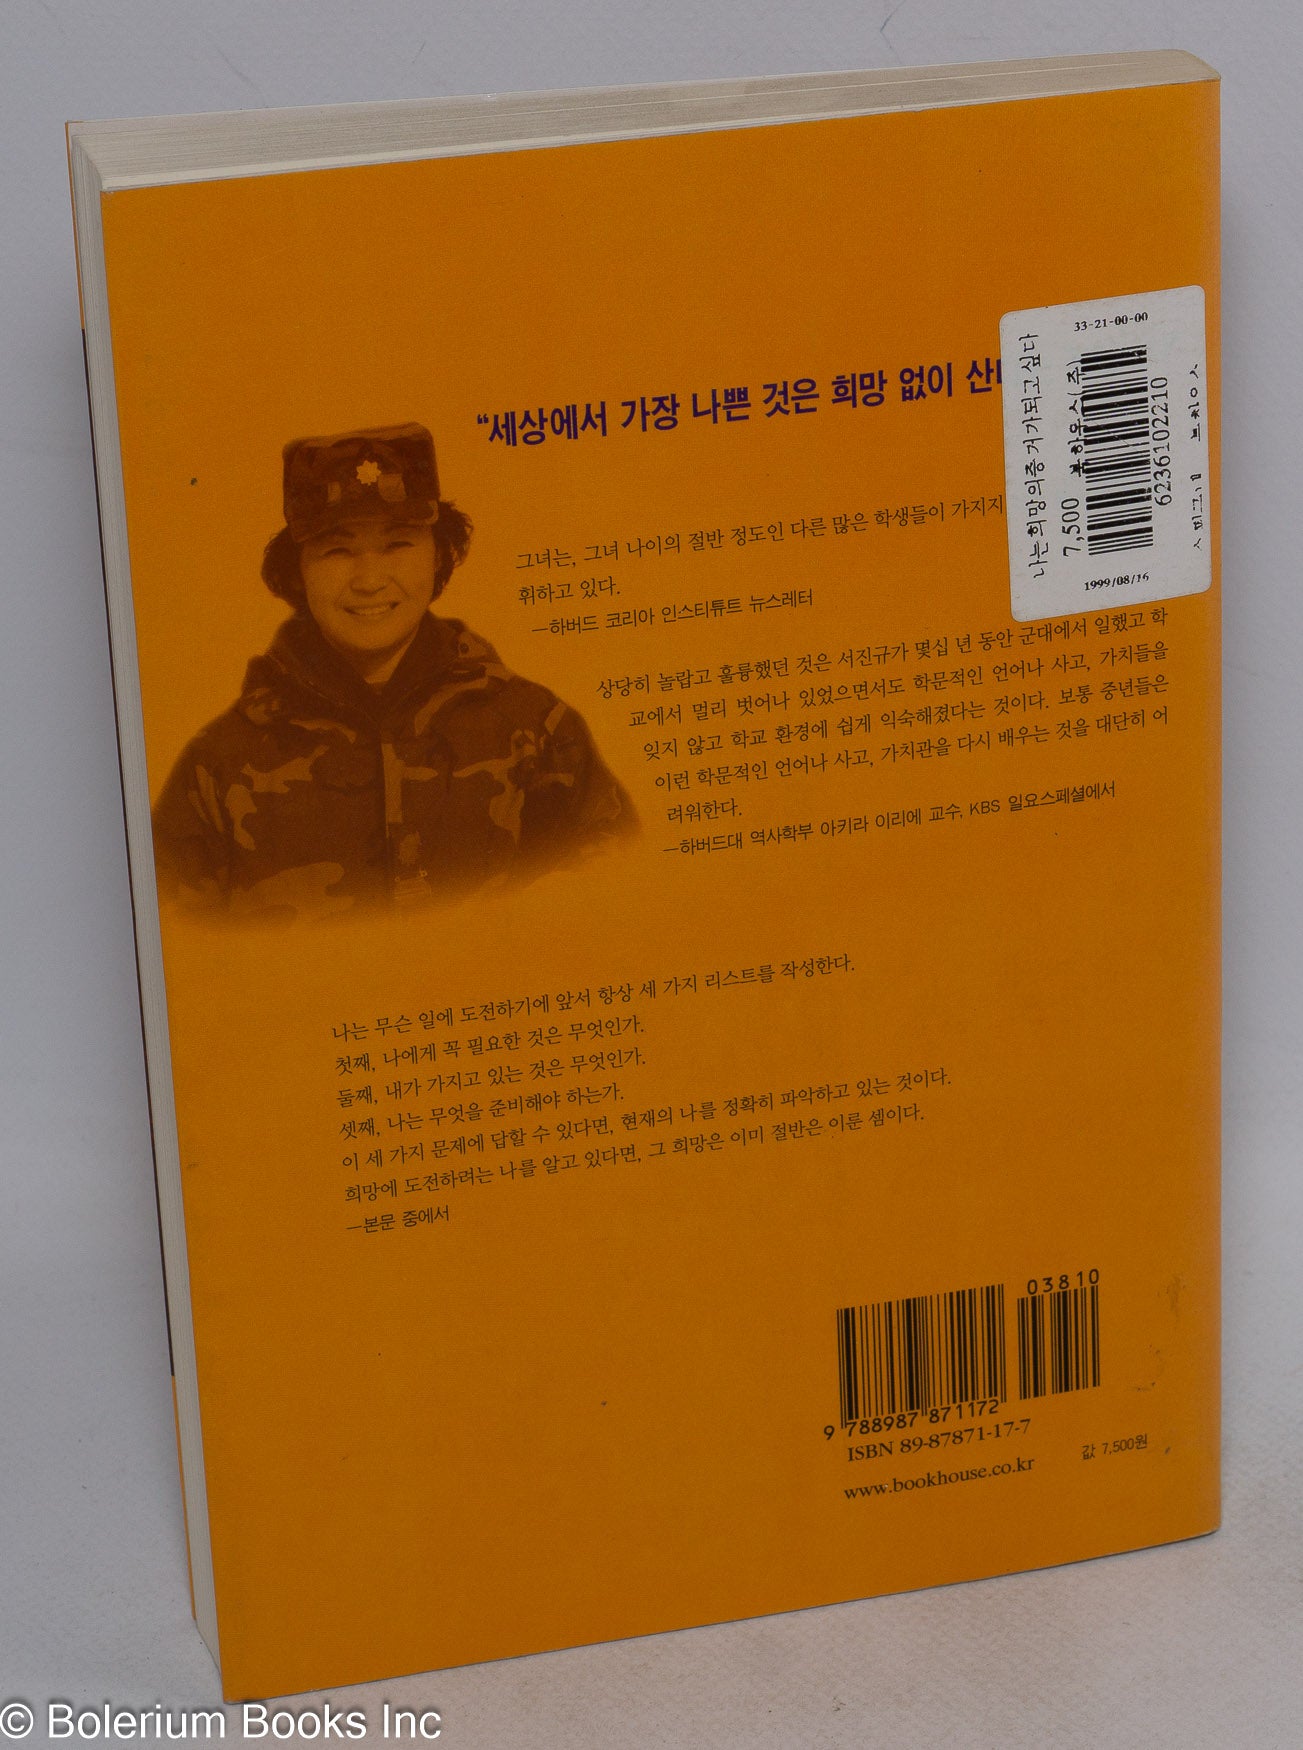 “세상에서 가장 나쁜 것은 희망 없이 산
그녀는, 그녀 나이의 절반 정도인 다른 많은 학생들이 가지지
휘하고 있다.
—하버드 코리아 인스티튜트 뉴스레터
상당히 놀랍고 훌륭했던 것은 서진규가 몇십 년 동안 군대에서 일했고 학
교에서 멀리 벗어나 있었으면서도 학문적인 언어나 사고, 가치들을
잊지 않고 학교 환경에 쉽게 익숙해졌다는 것이다. 보통 중년들은
이런 학문적인 언어나 사고, 가치관을 다시 배우는 것을 대단히 어
려워한다.
—하버드대 역사학부 아키라 이리에 교수, KBS 일요스페셜에서
나는 무슨 일에 도전하기에 앞서 항상 세 가지 리스트를 작성한다.
첫째, 나에게 꼭 필요한 것은 무엇인가.
둘째, 내가 가지고 있는 것은 무엇인가.
셋째, 나는 무엇을 준비해야 하는가.
이 세 가지 문제에 답할 수 있다면, 현재의 나를 정확히 파악하고 있는 것이다.
희망에 도전하려는 나를 알고 있다면, 그 희망은 이미 절반은 이룬 셈이다.
—본문 중에서
33-21-00-00
나는희망의증거가되고싶다
7,500 북하우스(주)
6236102210
1999/08/16
03810
9 788987 871172
ISBN 89-87871-17-7
www.bookhouse.co.kr
값 7,500원
© Bolerium Books Inc